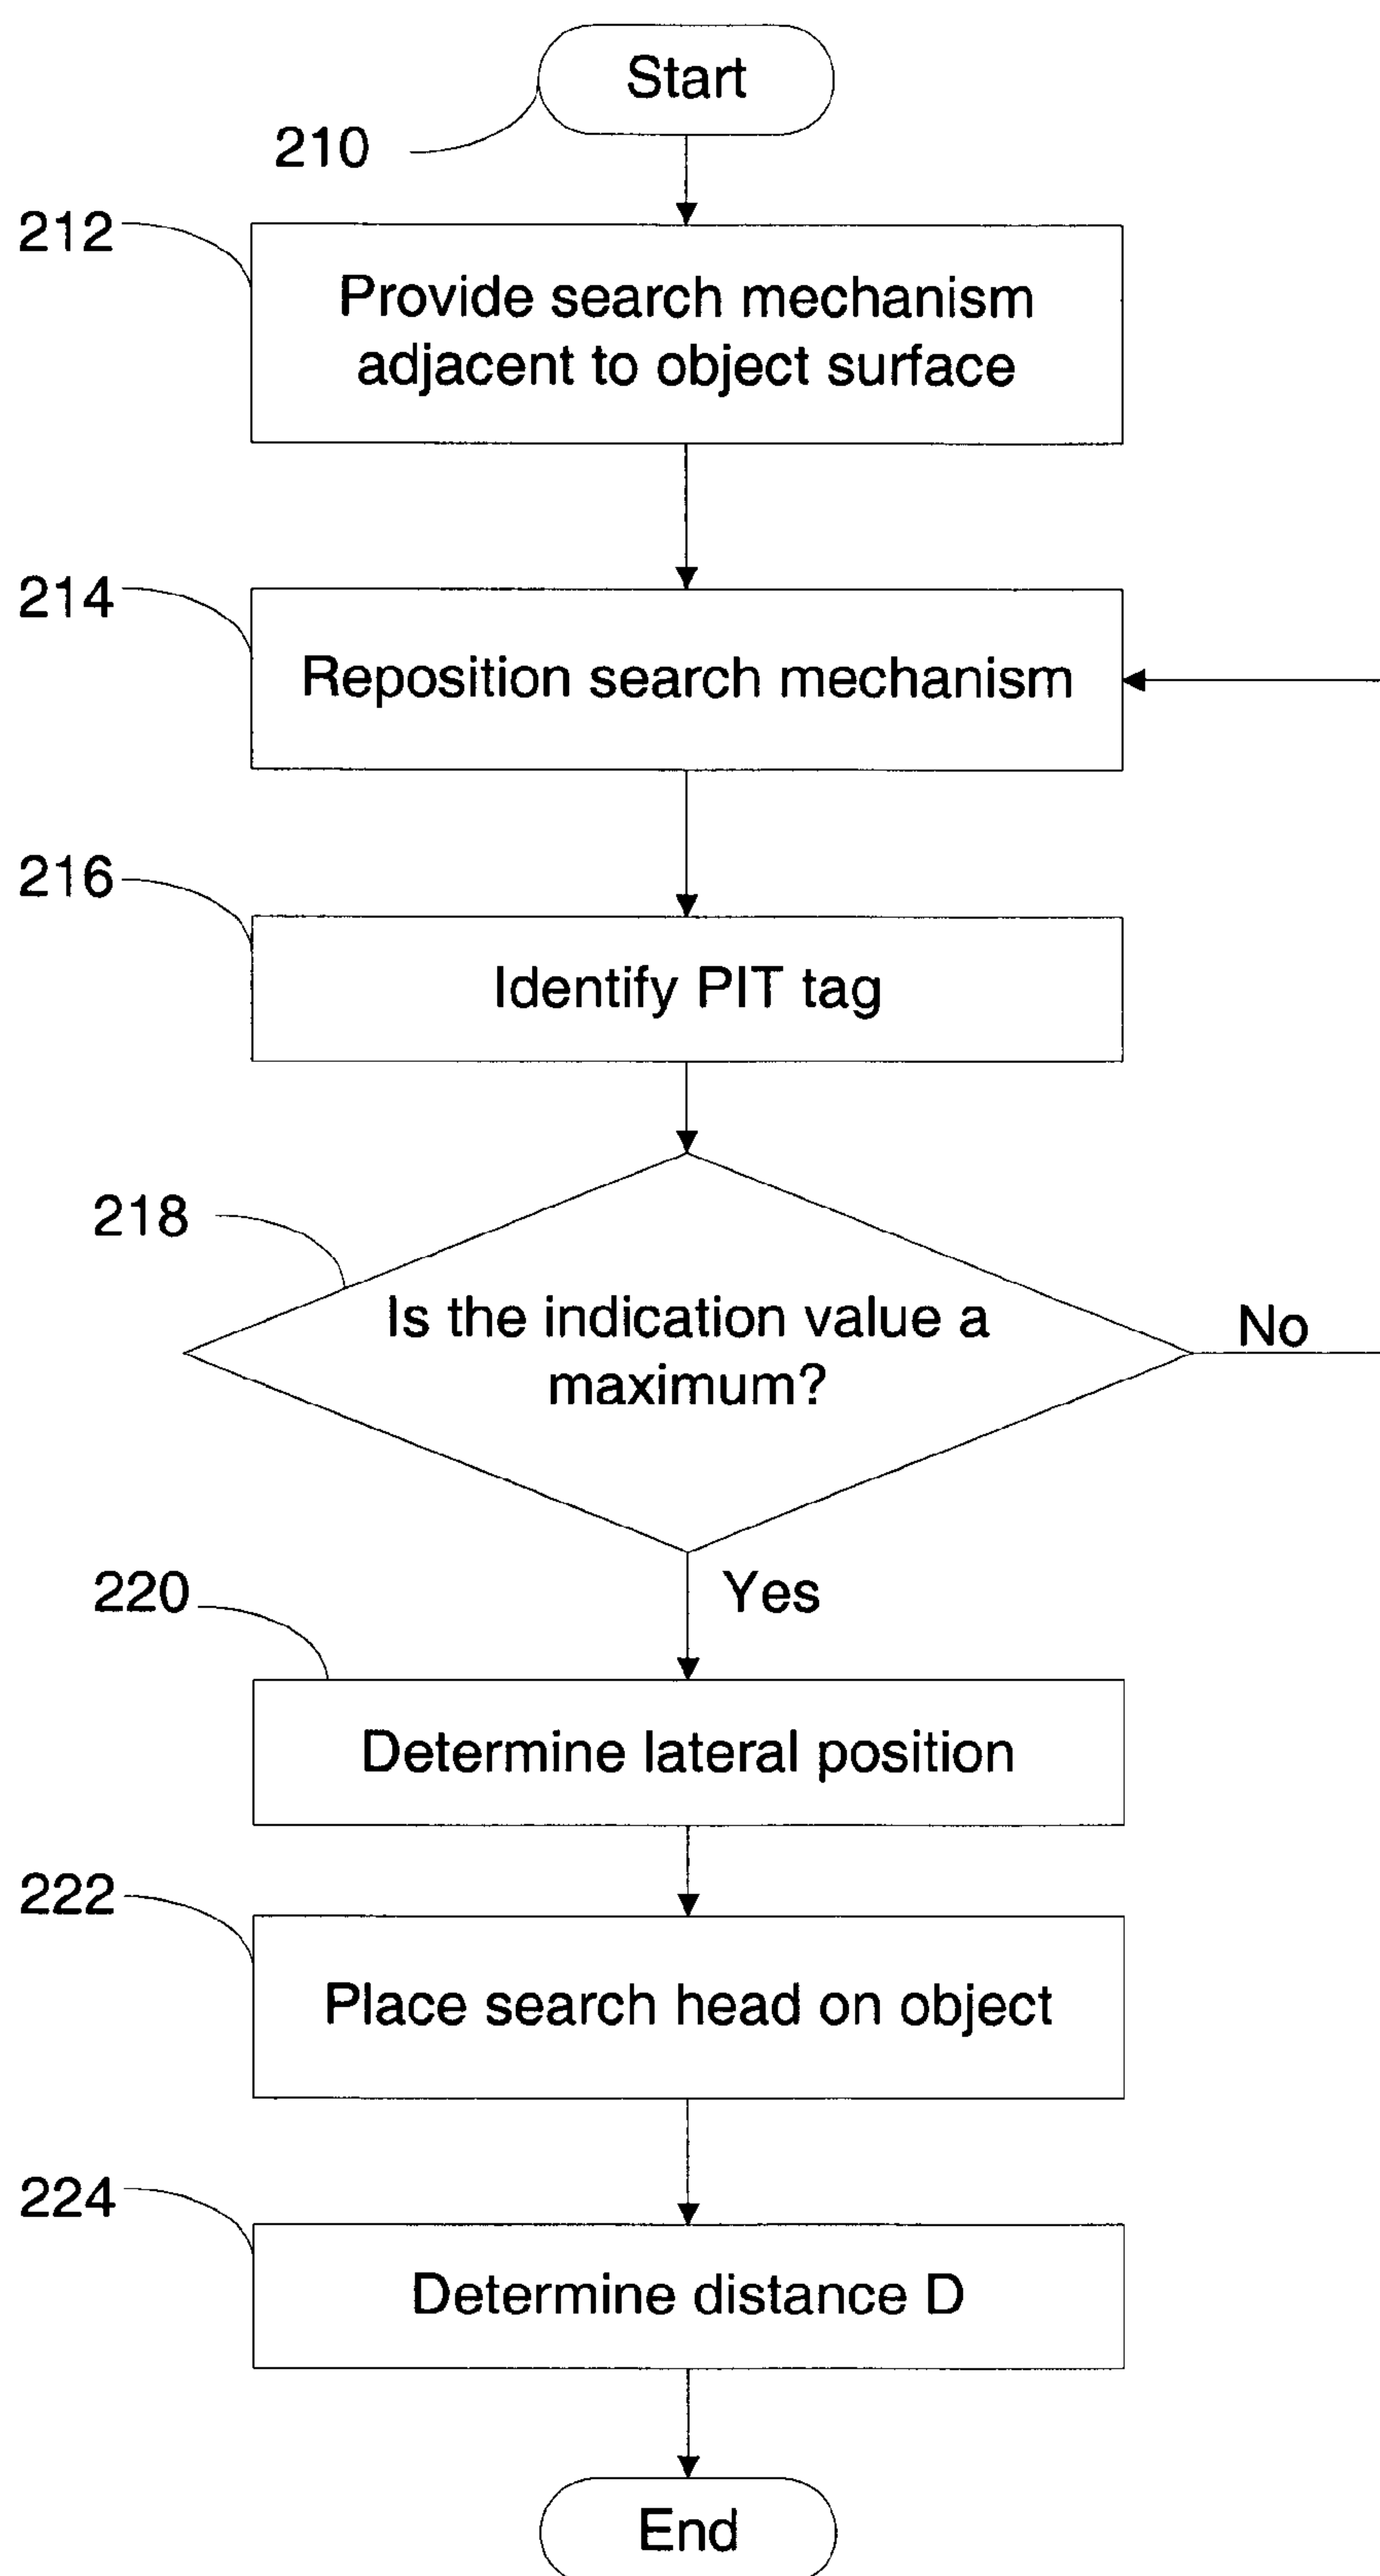 Start
210
212
Provide search mechanism
adjacent to object surface
214
Reposition search mechanism
216
Identify PIT tag
218
Is the indication value a
maximum?
No
Yes
220
Determine lateral position
222
Place search head on object
224
Determine distance D
End